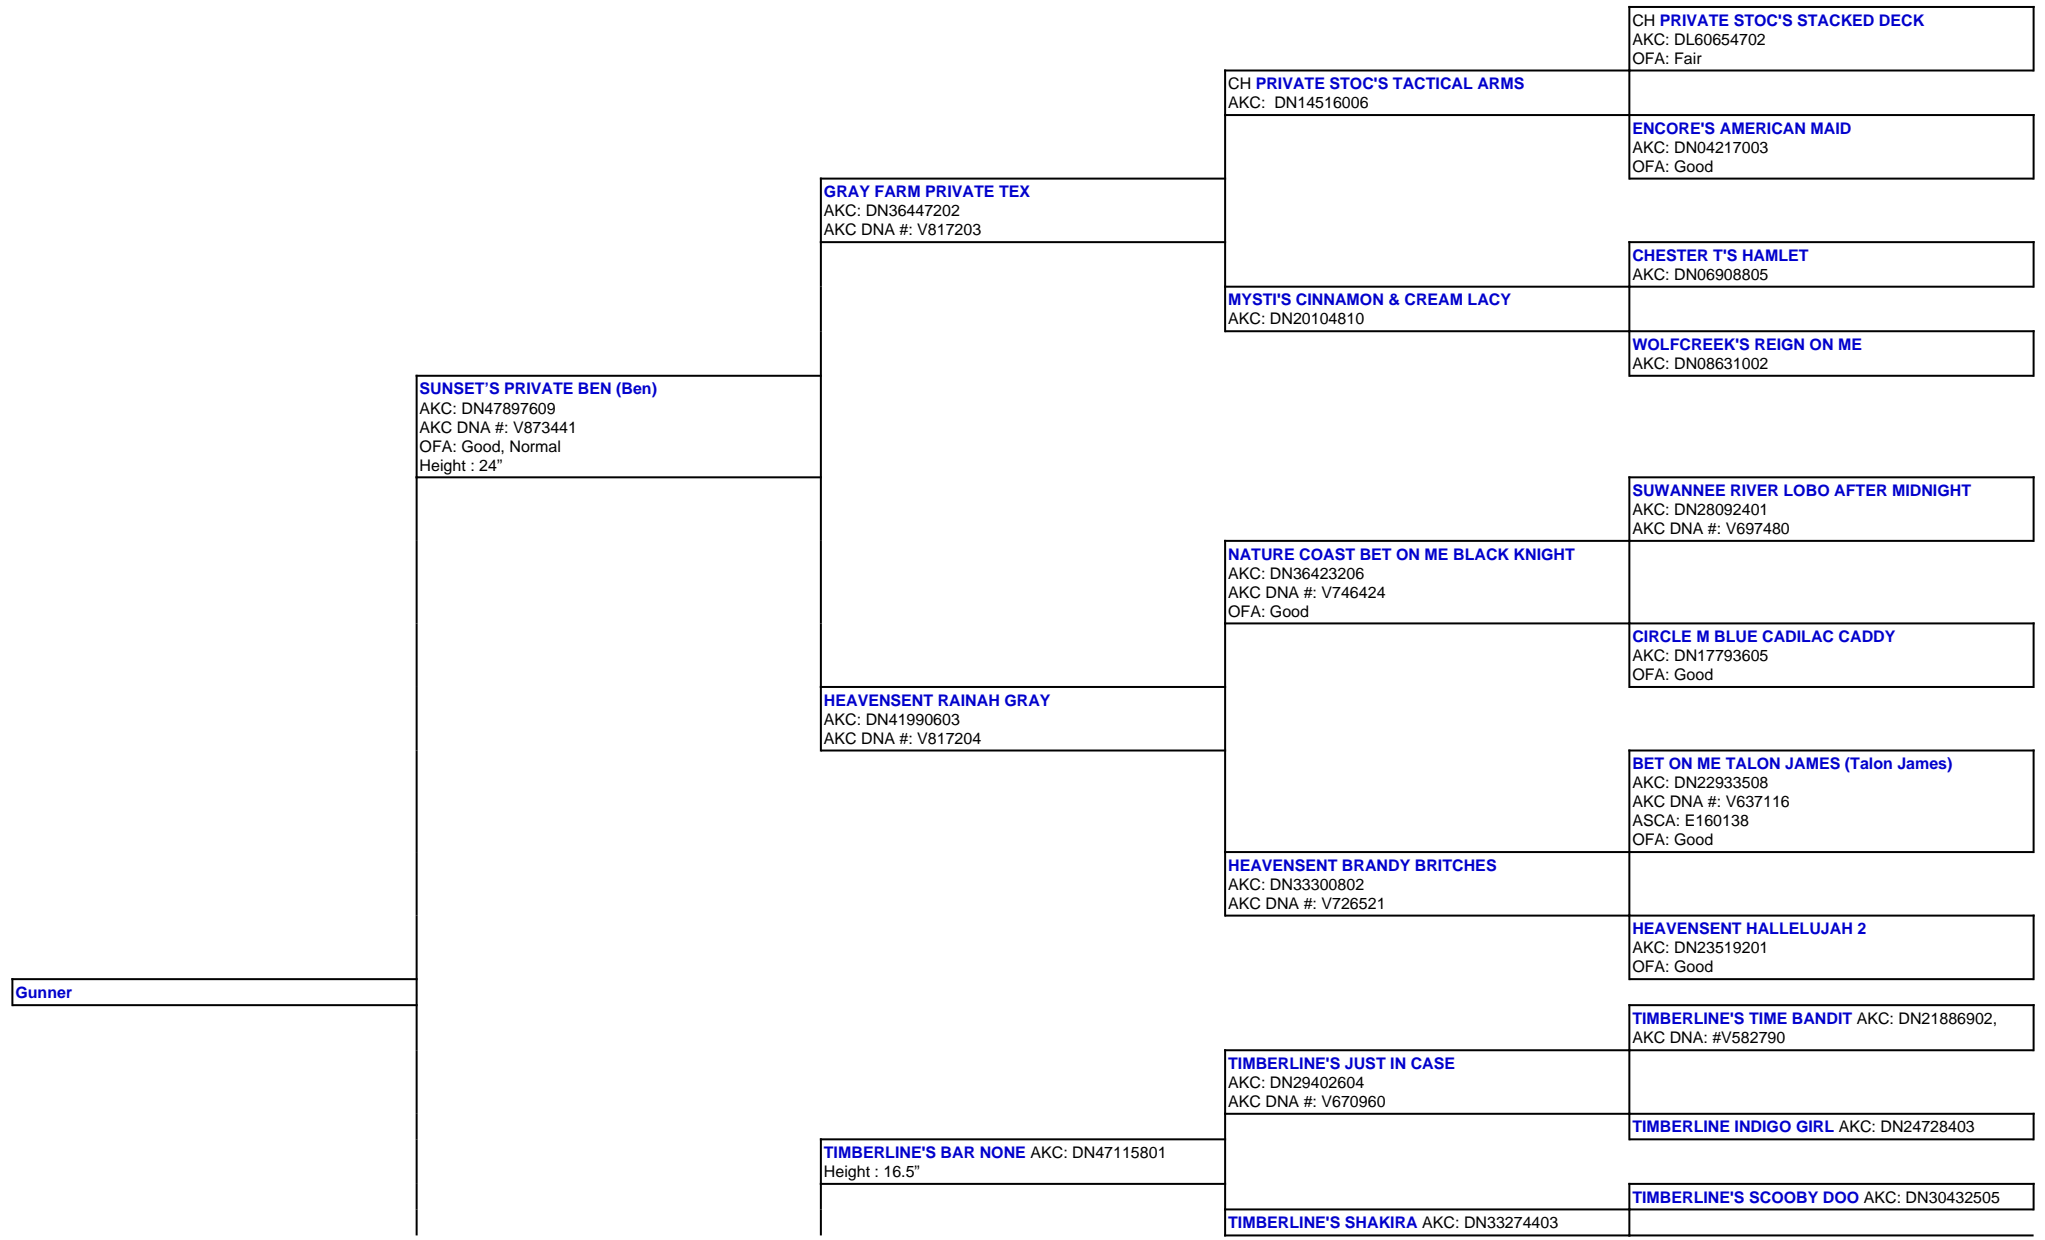 CH PRIVATE STOC'S STACKED DECK
AKC: DL60654702
OFA: Fair
CH PRIVATE STOC'S TACTICAL ARMS
AKC:  DN14516006
ENCORE'S AMERICAN MAID
AKC: DN04217003
OFA: Good
GRAY FARM PRIVATE TEX
AKC: DN36447202
AKC DNA #: V817203
CHESTER T'S HAMLET
AKC: DN06908805
MYSTI'S CINNAMON & CREAM LACY
AKC: DN20104810
WOLFCREEK'S REIGN ON ME
AKC: DN08631002
SUNSET’S PRIVATE BEN (Ben)
AKC: DN47897609
AKC DNA #: V873441
OFA: Good, Normal
Height : 24”
SUWANNEE RIVER LOBO AFTER MIDNIGHT
AKC: DN28092401
AKC DNA #: V697480
NATURE COAST BET ON ME BLACK KNIGHT
AKC: DN36423206
AKC DNA #: V746424
OFA: Good
CIRCLE M BLUE CADILAC CADDY
AKC: DN17793605
OFA: Good
HEAVENSENT RAINAH GRAY
AKC: DN41990603
AKC DNA #: V817204
BET ON ME TALON JAMES (Talon James)
AKC: DN22933508
AKC DNA #: V637116
ASCA: E160138
OFA: Good
HEAVENSENT BRANDY BRITCHES
AKC: DN33300802
AKC DNA #: V726521
HEAVENSENT HALLELUJAH 2
AKC: DN23519201
OFA: Good
Gunner
TIMBERLINE'S TIME BANDIT AKC: DN21886902,
AKC DNA: #V582790
TIMBERLINE'S JUST IN CASE
AKC: DN29402604
AKC DNA #: V670960
TIMBERLINE INDIGO GIRL AKC: DN24728403
TIMBERLINE'S BAR NONE AKC: DN47115801
Height : 16.5”
TIMBERLINE'S SCOOBY DOO AKC: DN30432505
TIMBERLINE'S SHAKIRA AKC: DN33274403